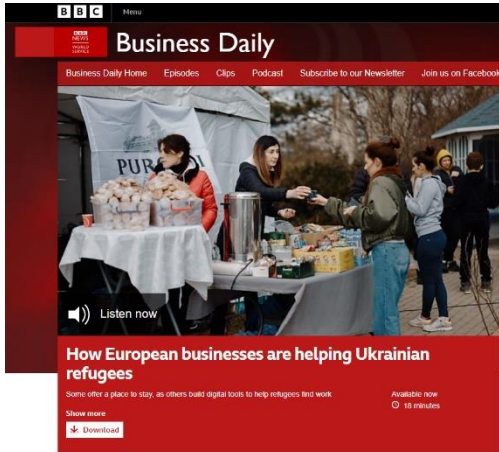 BBC Menu
BBC
NEWS
WORLD
SERVICE
Business Daily
Business Daily Home Episodes Clips Podcast Subscribe to our Newsletter Join us on Facebook
Listen now
How European businesses are helping Ukrainian
refugees
Some offer a place to stay, as others build digital tools to help refugees find work
Available now
18 minutes
Show more
Download